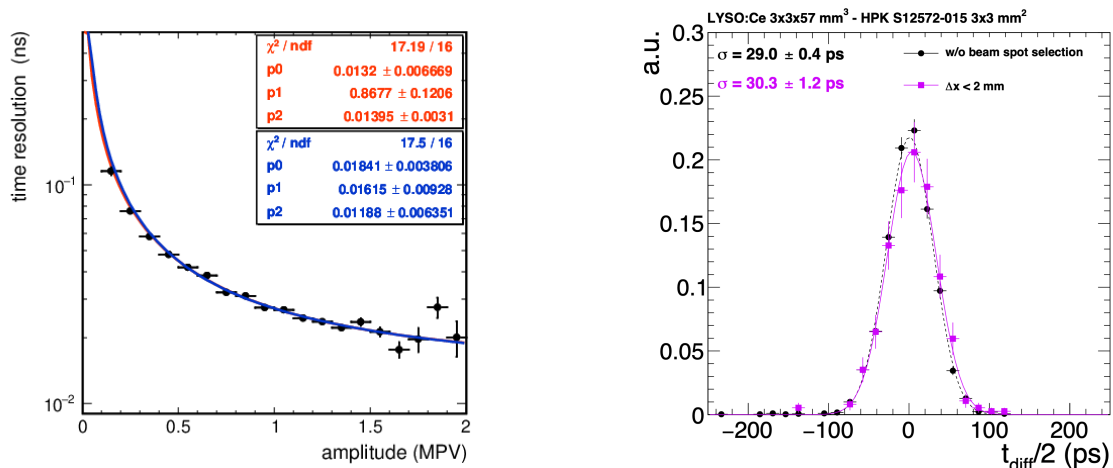 time resolution (ns)
χ² / ndf 17.19 / 16
p0 0.0132 ± 0.006669
p1 0.8677 ± 0.1206
p2 0.01395 ± 0.0031
χ² / ndf 17.5 / 16
p0 0.01841 ± 0.003806
p1 0.01615 ± 0.00928
p2 0.01188 ± 0.006351
10⁻¹
10⁻²
0 0.5 1 1.5 2
amplitude (MPV)
LYSO:Ce 3x3x57 mm³ - HPK S12572-015 3x3 mm²
a.u.
0.3
0.25
0.2
0.15
0.1
0.05
0
σ = 29.0 ± 0.4 ps
σ = 30.3 ± 1.2 ps
w/o beam spot selection
Δx < 2 mm
−200 −100 0 100 200
t_diff/2 (ps)